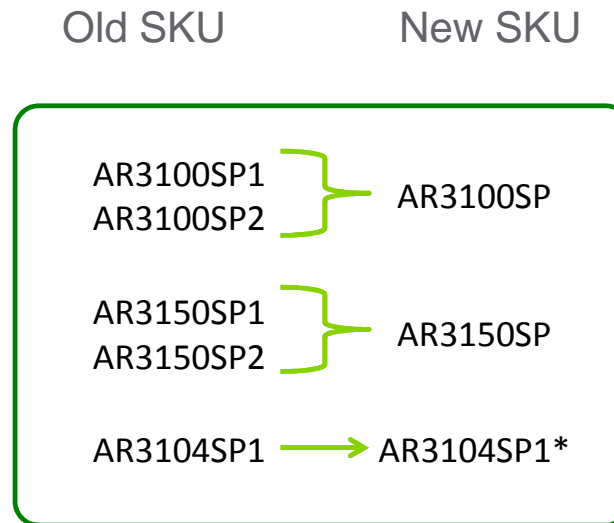 Old SKU New SKU
AR3100SP1
AR3100SP2
AR3100SP
AR3150SP1
AR3150SP2
AR3150SP
AR3104SP1 AR3104SP1*